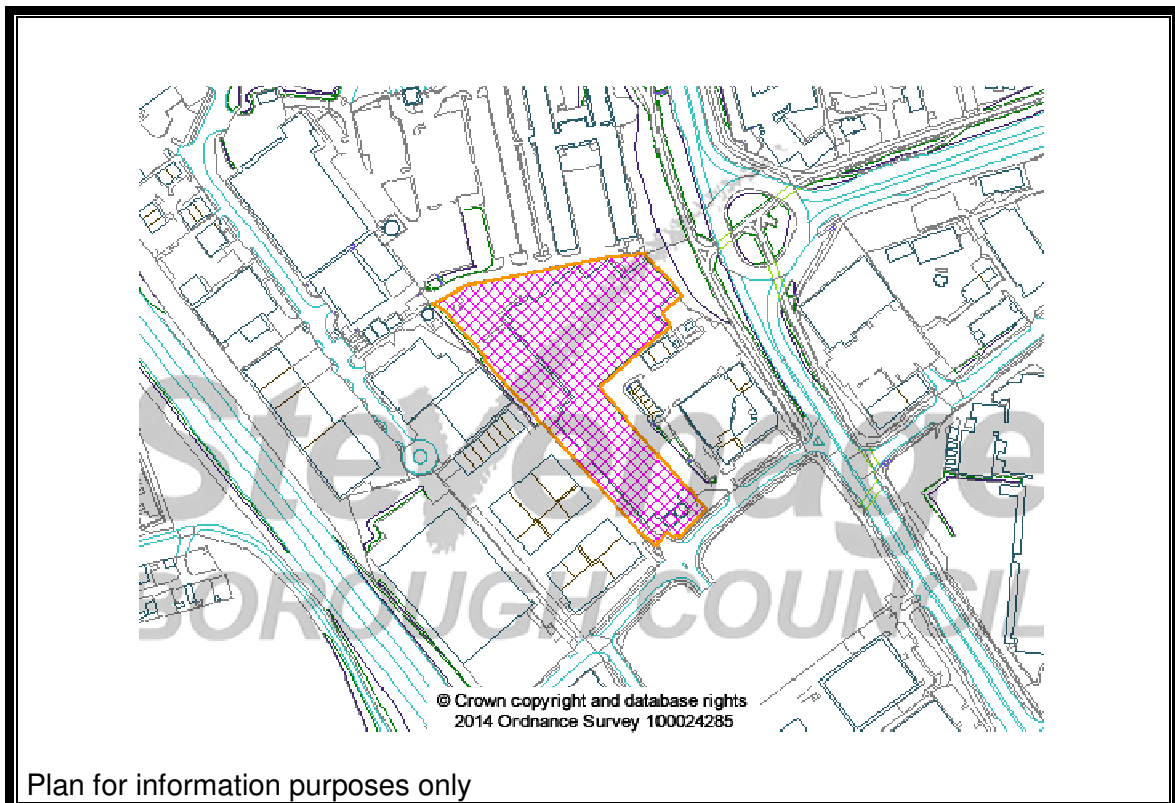 Stevenage
BOROUGH COUNCIL
© Crown copyright and database rights
2014 Ordnance Survey 100024285
Plan for information purposes only